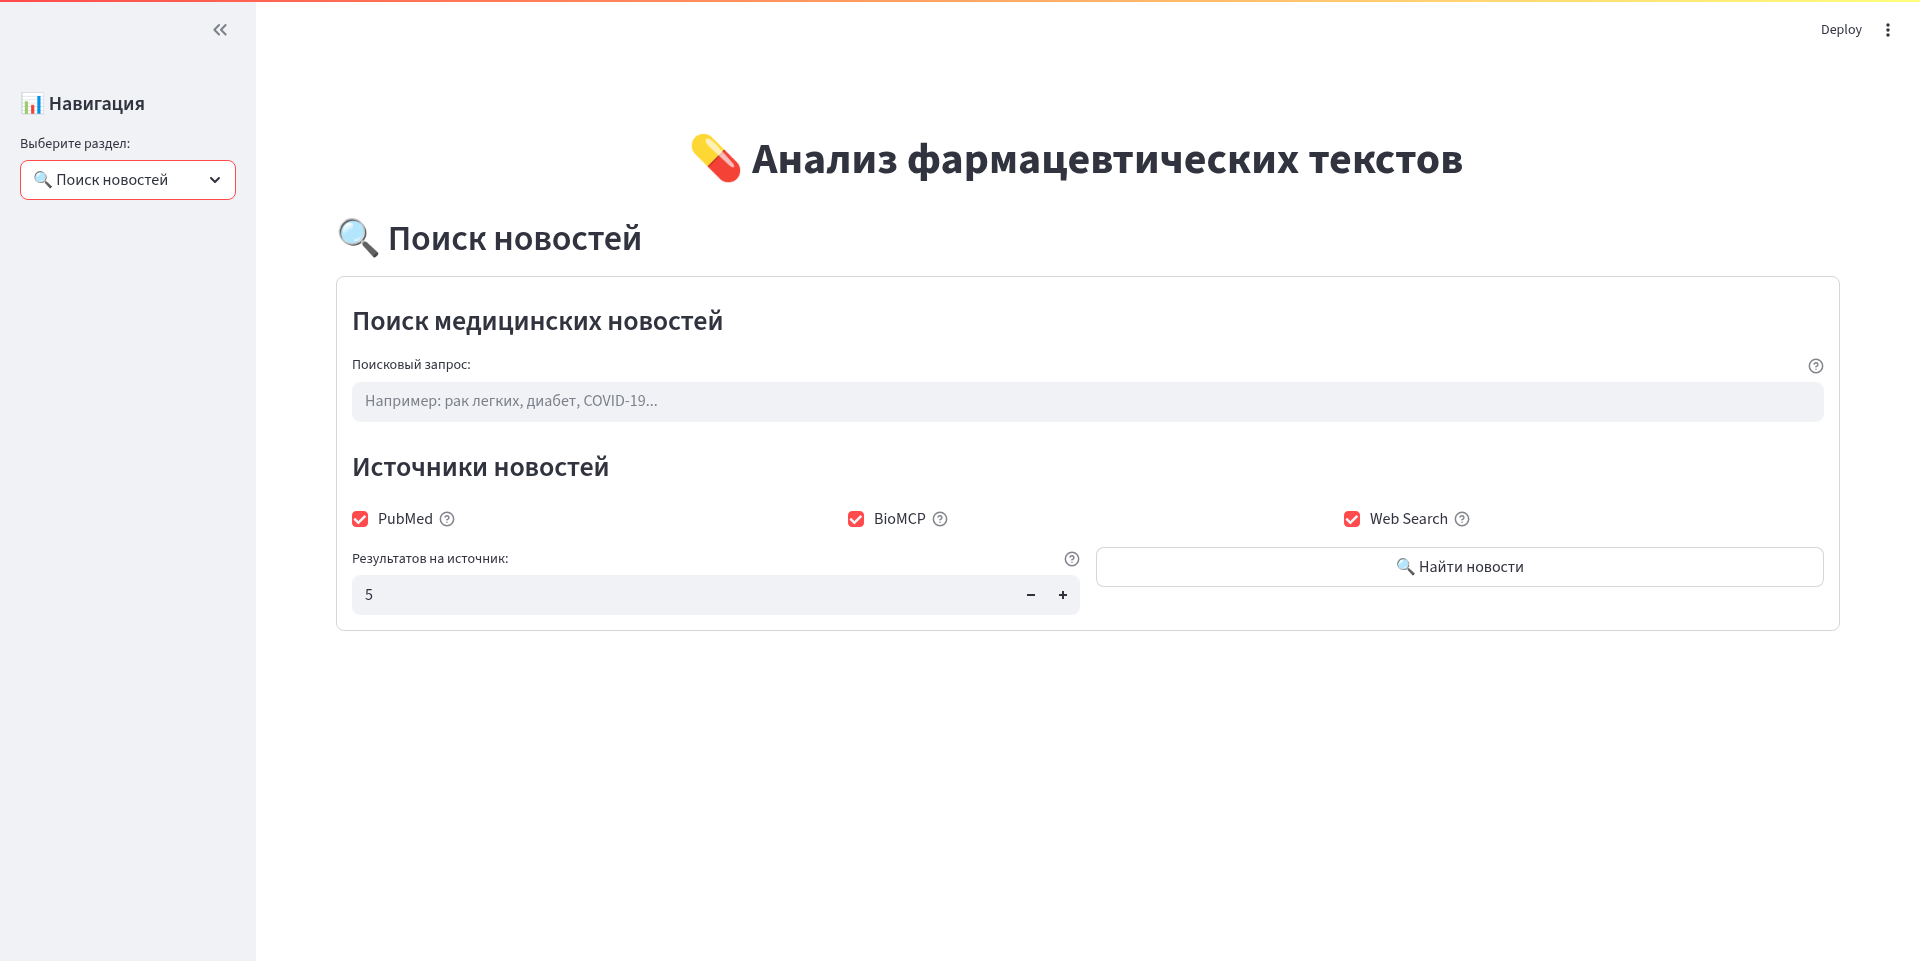 Deploy
📊 Навигация
Выберите раздел:
🔍 Поиск новостей
💊 Анализ фармацевтических текстов
🔍 Поиск новостей
Поиск медицинских новостей
Поисковый запрос:
Например: рак легких, диабет, COVID-19...
Источники новостей
PubMed
BioMCP
Web Search
Результатов на источник:
🔍 Найти новости
5